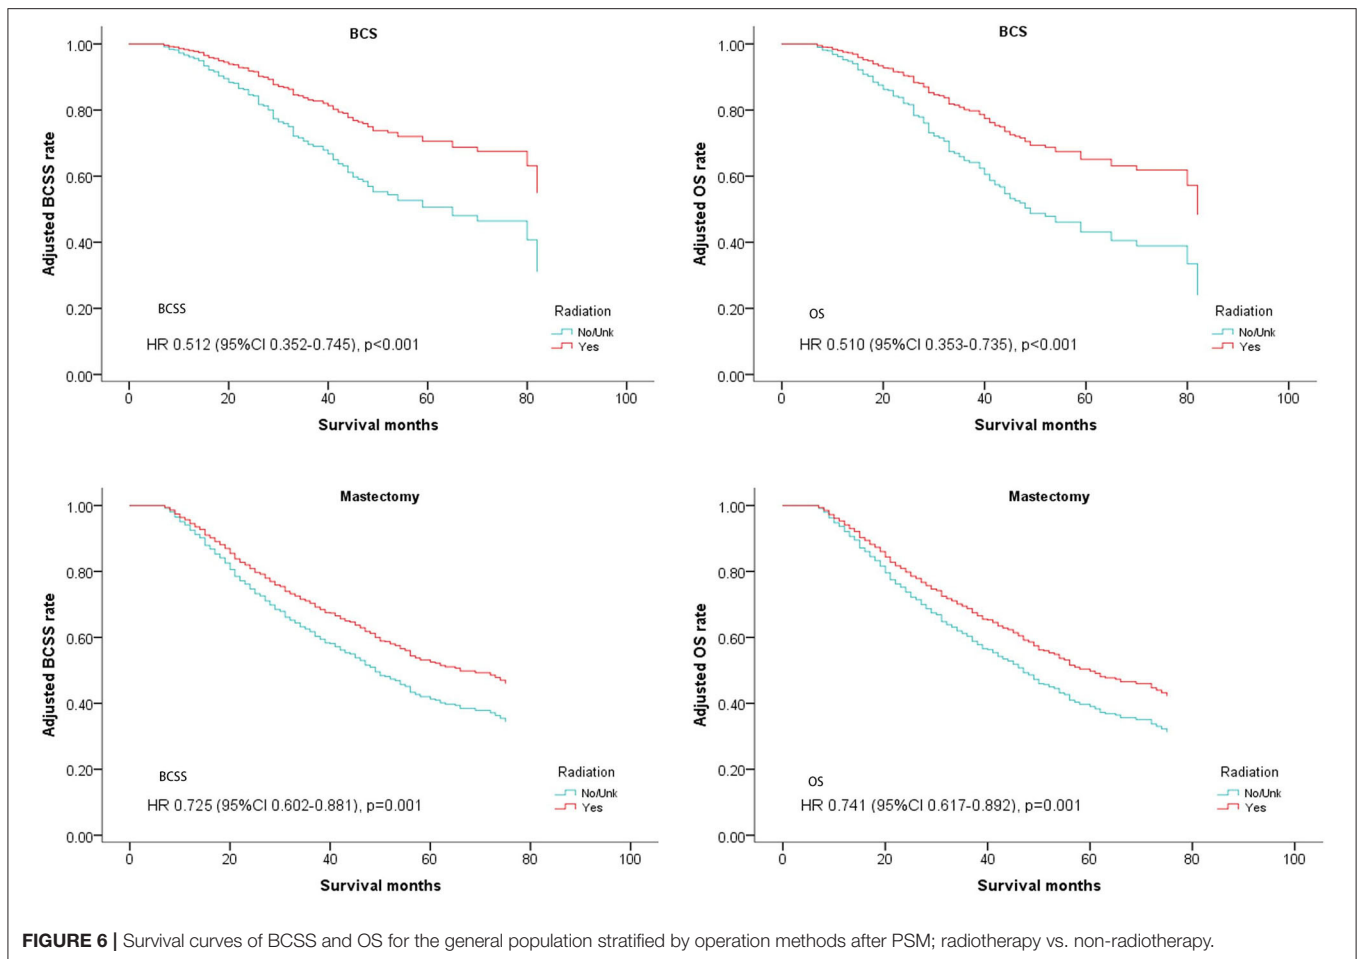 BCS
1.00
0.80
0.60
0.40
0.20
0.00
Adjusted BCSS rate
BCSS
HR 0.512 (95%CI 0.352-0.745), p<0.001
Radiation
No/Unk
Yes
0 20 40 60 80 100
Survival months
BCS
1.00
0.80
0.60
0.40
0.20
0.00
Adjusted OS rate
OS
HR 0.510 (95%CI 0.353-0.735), p<0.001
Radiation
No/Unk
Yes
0 20 40 60 80 100
Survival months
Mastectomy
1.00
0.80
0.60
0.40
0.20
0.00
Adjusted BCSS rate
BCSS
HR 0.725 (95%CI 0.602-0.881), p=0.001
Radiation
No/Unk
Yes
0 20 40 60 80 100
Survival months
Mastectomy
1.00
0.80
0.60
0.40
0.20
0.00
Adjusted OS rate
OS
HR 0.741 (95%CI 0.617-0.892), p=0.001
Radiation
No/Unk
Yes
0 20 40 60 80 100
Survival months
FIGURE 6 | Survival curves of BCSS and OS for the general population stratified by operation methods after PSM; radiotherapy vs. non-radiotherapy.